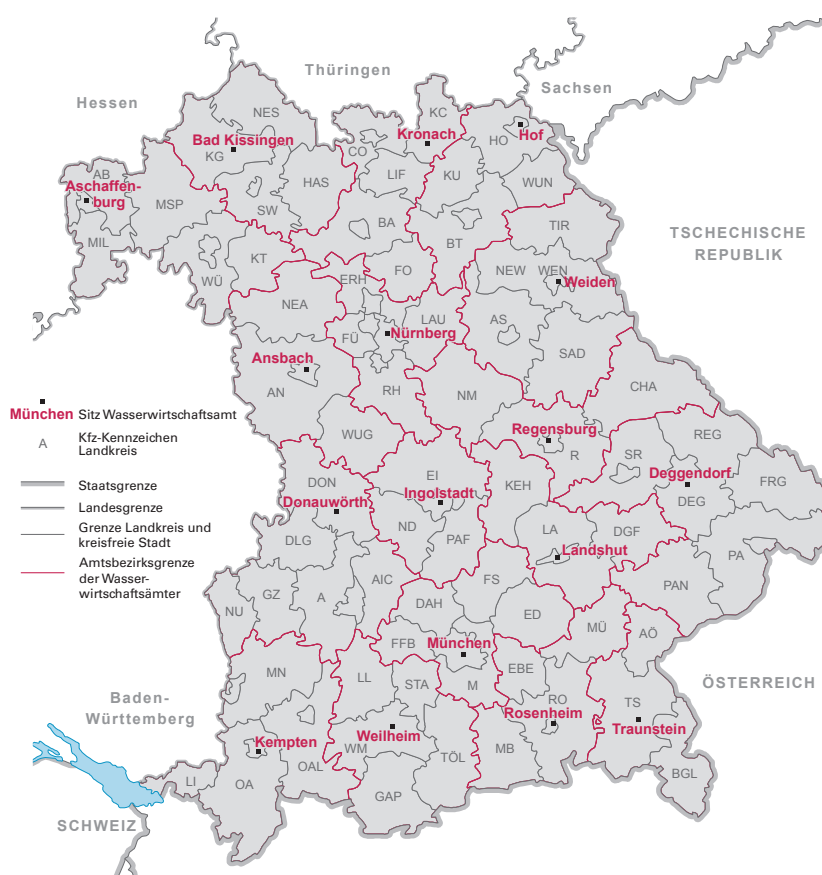 Thüringen
Sachsen
Hessen
NES
KC
Bad Kissingen
Kronach
Hof
HO
CO
KG
AB
LIF
KU
WUN
HAS
Aschaffen-
burg
MSP
SW
BA
TIR
TSCHECHISCHE
REPUBLIK
MIL
BT
KT
WÜ
FO
NEW
WEN
Weiden
ERH
NEA
LAU
AS
FÜ
Nürnberg
SAD
Ansbach
AN
RH
NM
CHA
München Sitz Wasserwirtschaftsamt
A Kfz-Kennzeichen
Landkreis
Staatsgrenze
Landesgrenze
Grenze Landkreis und
kreisfreie Stadt
Amtsbezirksgrenze
der Wasser-
wirtschaftsämter
WUG
Regensburg
REG
R
SR
DON
EI
KEH
Deggendorf
FRG
Donauwörth
Ingolstadt
DEG
ND
LA
DGF
DLG
PAF
Landshut
PA
AIC
FS
PAN
NU
GZ
A
DAH
ED
MÜ
AÖ
FFB
München
MN
LL
STA
M
EBE
RO
TS
ÖSTERREICH
Baden-
Württemberg
Rosenheim
Traunstein
Kempten
Weilheim
WM
MB
OAL
TÖL
LI
OA
GAP
BGL
SCHWEIZ